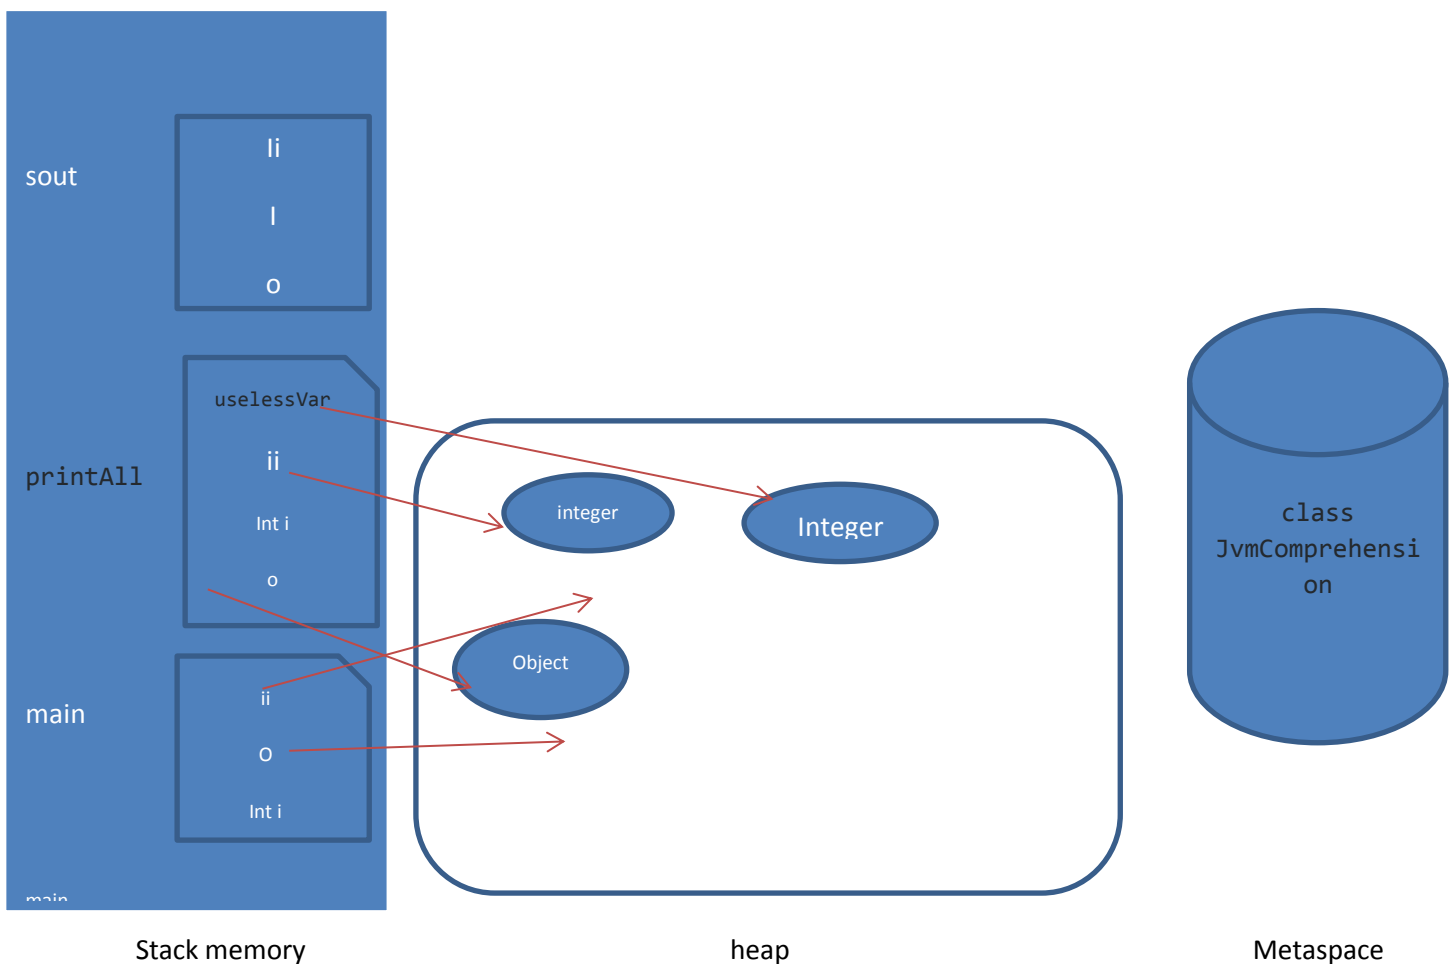 sout
Ii
I
o
printAll
uselessVar
ii
Int i
o
main
ii
O
Int i
main
integer
Integer
Object
class
JvmComprehensi
on
Stack memory
heap
Metaspace